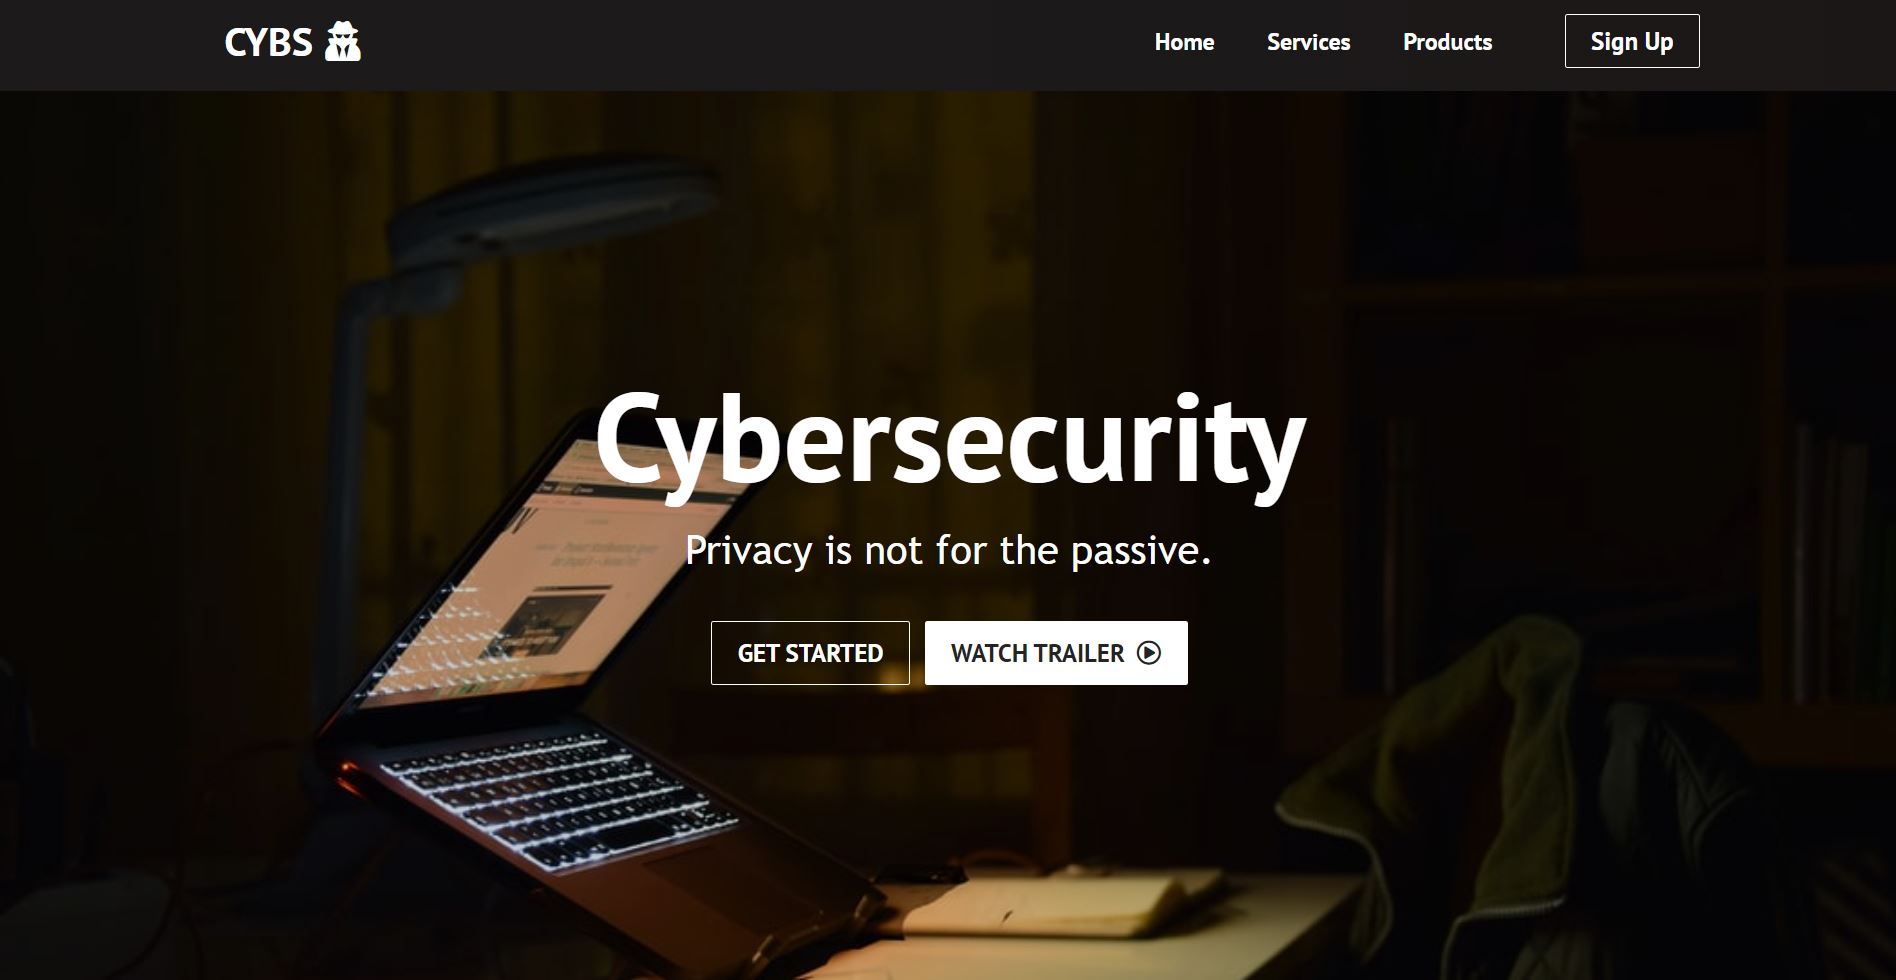 CYBS
Home Services Products Sign Up
Cybersecurity
Privacy is not for the passive.
GET STARTED WATCH TRAILER